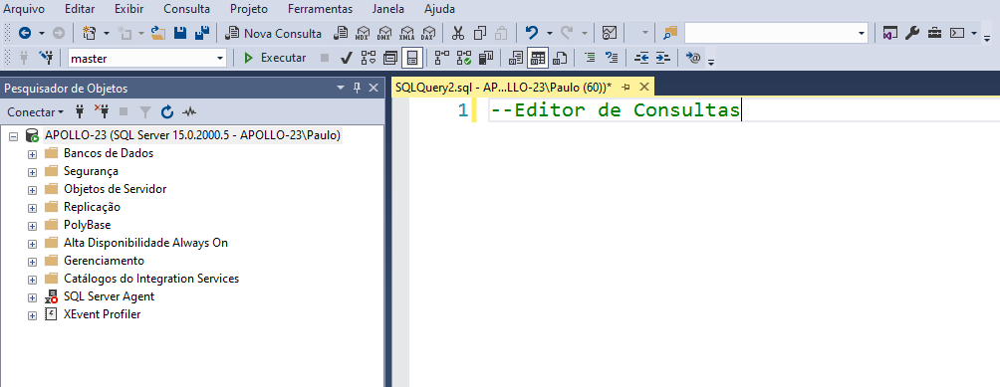 Arquivo Editar Exibir Consulta Projeto Ferramentas Janela Ajuda
Nova Consulta MDX DMX XMLA DAX
master Executar
Pesquisador de Objetos
SQLQuery2.sql - AP...LLO-23\Paulo (60))*
Conectar
1 --Editor de Consultas
APOLLO-23 (SQL Server 15.0.2000.5 - APOLLO-23\Paulo)
Bancos de Dados
Segurança
Objetos de Servidor
Replicação
PolyBase
Alta Disponibilidade Always On
Gerenciamento
Catálogos do Integration Services
SQL Server Agent
XEvent Profiler